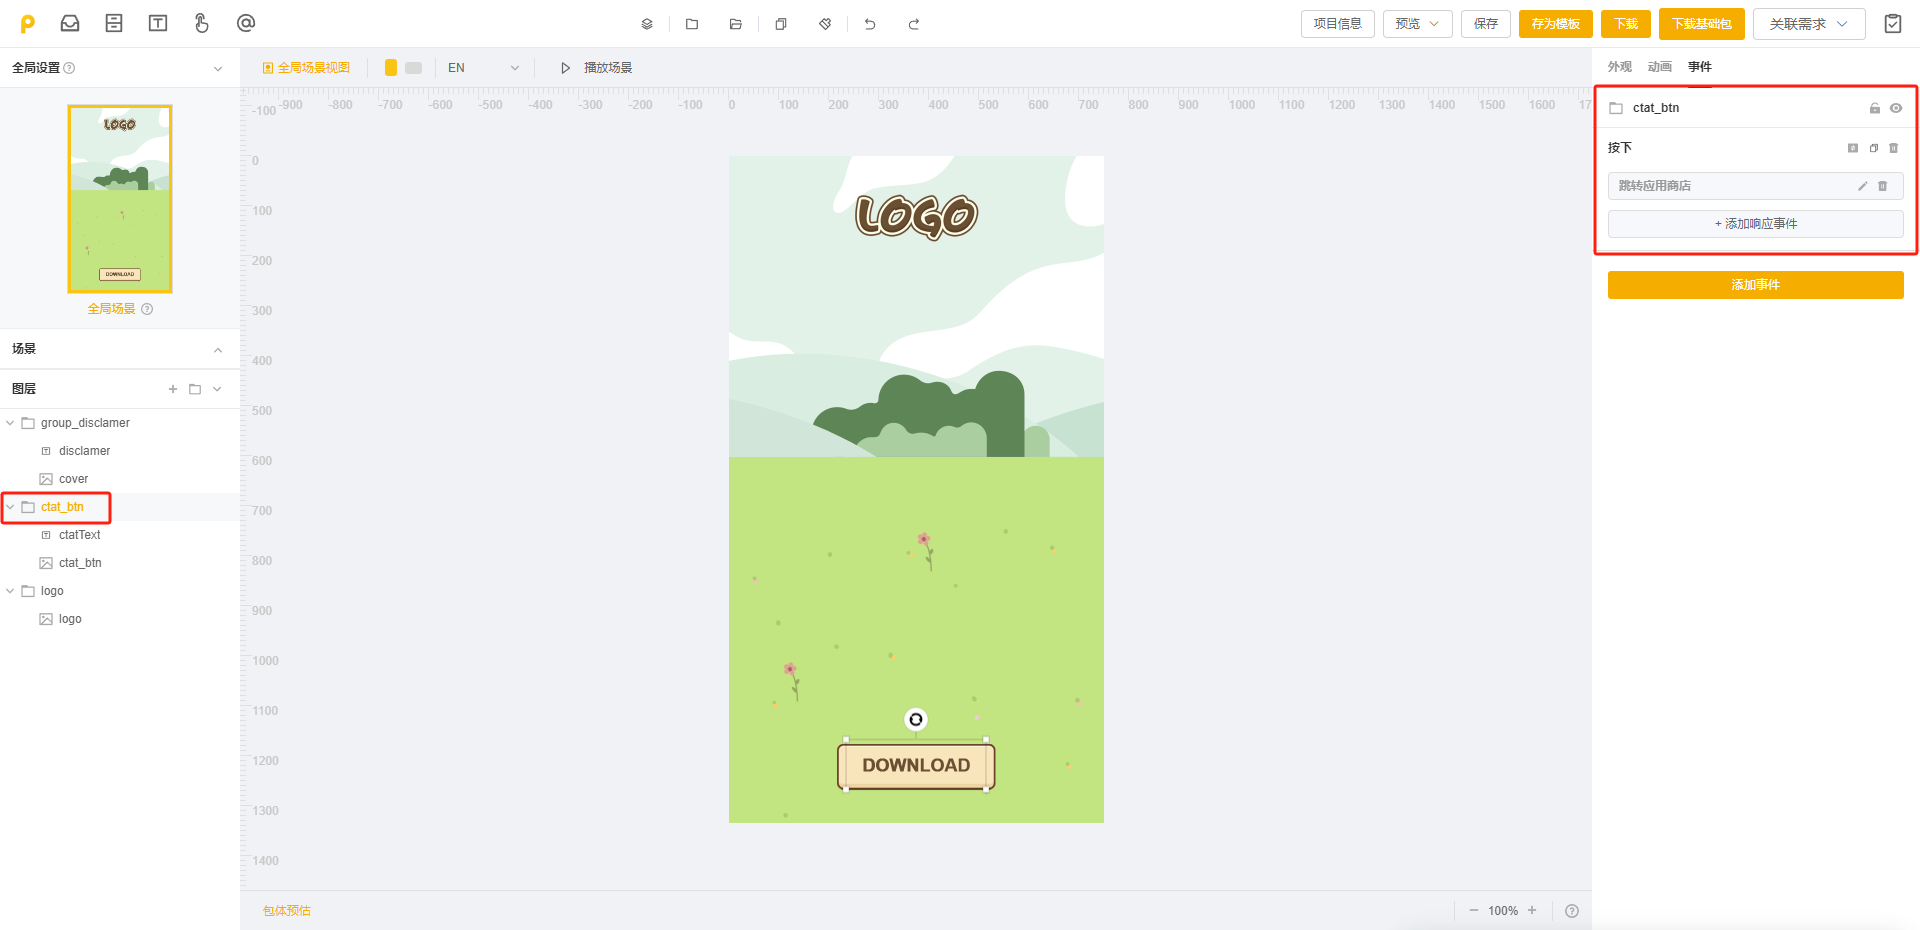 项目信息
预览
保存
存为模板
下载
下载基础包
关联需求
全局设置
全局场景视图
EN
播放场景
外观 动画 事件
-100 -900 -800 -700 -600 -500 -400 -300 -200 -100 0 100 200 300 400 500 600 700 800 900 1000 1100 1200 1300 1400 1500 1600 17
LOGO
DOWNLOAD
全局场景
场景
图层
group_disclamer
disclamer
cover
ctat_btn
ctatText
ctat_btn
logo
logo
0
100
200
300
400
500
600
700
800
900
1000
1100
1200
1300
1400
LOGO
DOWNLOAD
ctat_btn
按下
跳转应用商店
+ 添加响应事件
添加事件
包体预估
100%